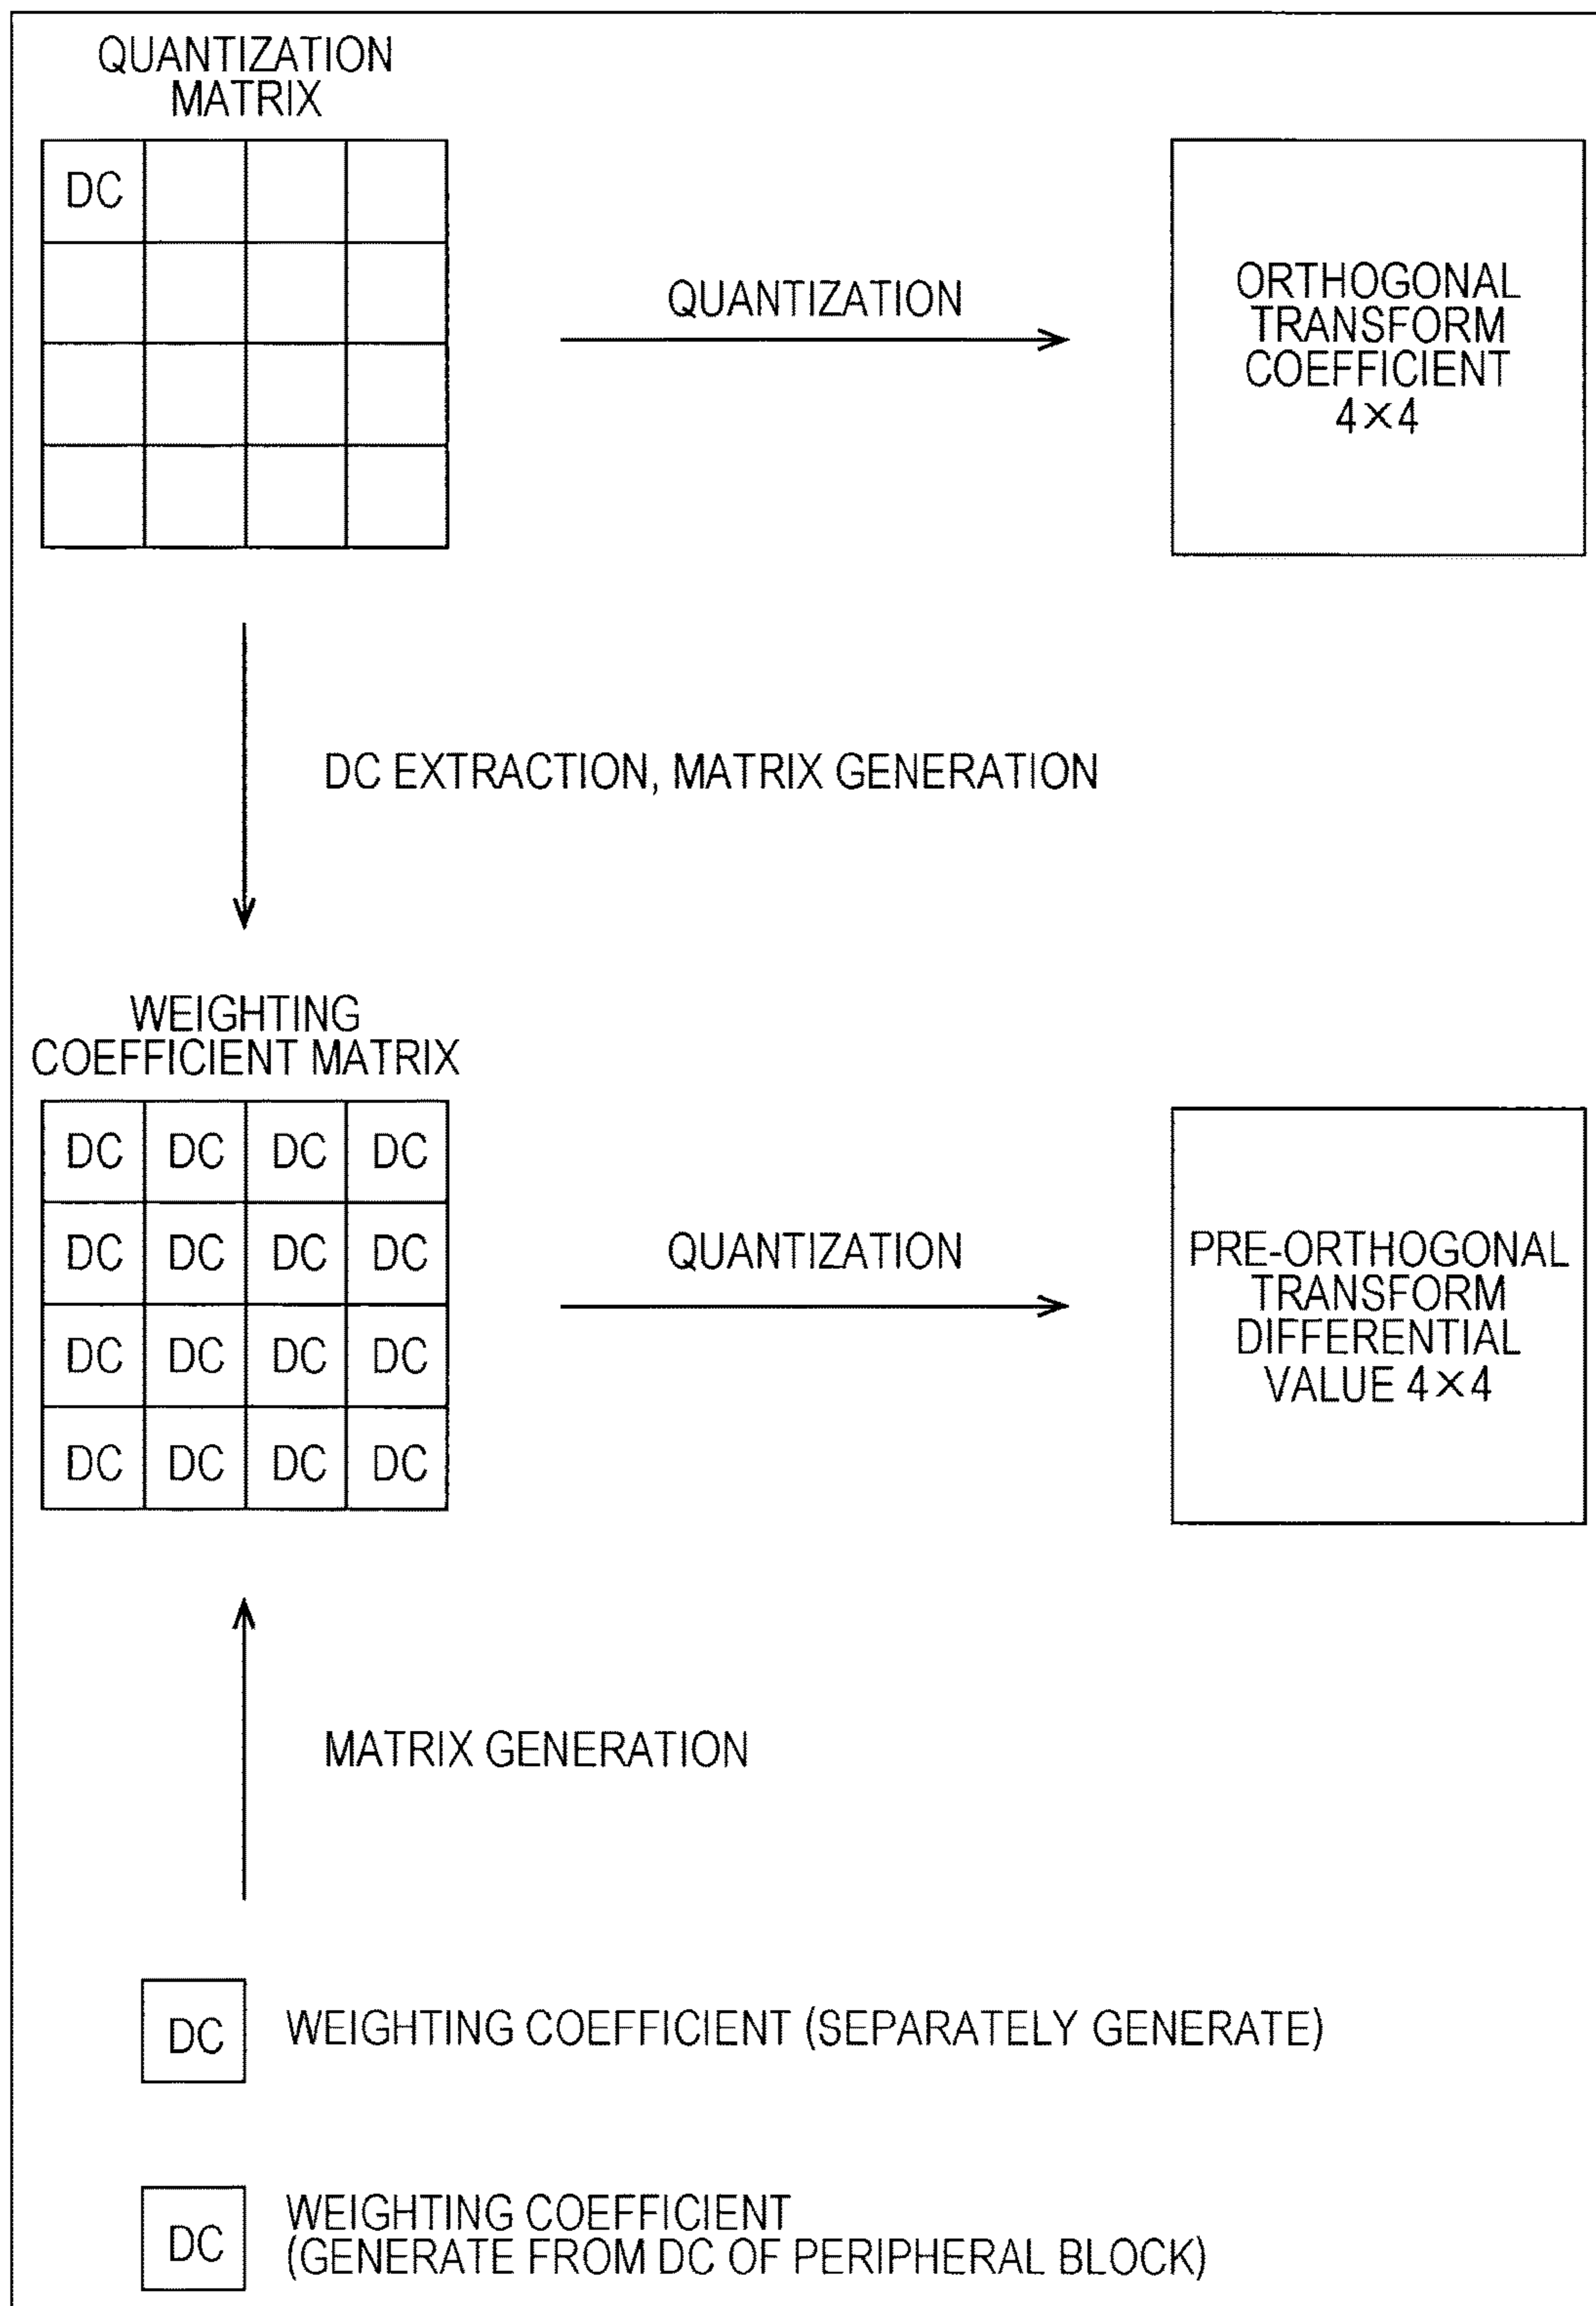 QUANTIZATION
MATRIX
DC
QUANTIZATION
ORTHOGONAL
TRANSFORM
COEFFICIENT
4×4
DC EXTRACTION, MATRIX GENERATION
WEIGHTING
COEFFICIENT MATRIX
DC DC DC DC
DC DC DC DC
DC DC DC DC
DC DC DC DC
QUANTIZATION
PRE-ORTHOGONAL
TRANSFORM
DIFFERENTIAL
VALUE 4×4
MATRIX GENERATION
DC WEIGHTING COEFFICIENT (SEPARATELY GENERATE)
DC WEIGHTING COEFFICIENT
(GENERATE FROM DC OF PERIPHERAL BLOCK)